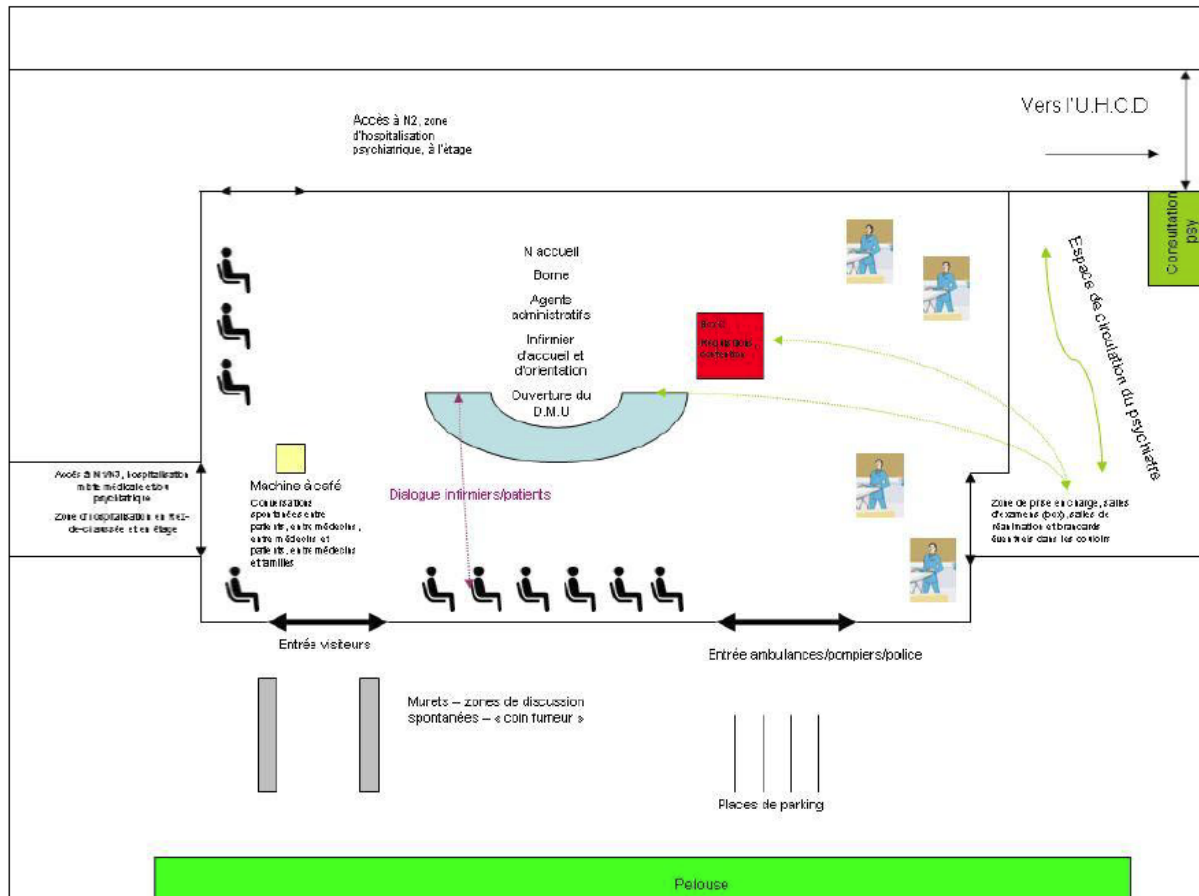 Vers l'U.H.C.D
Accès à N2, zone
d'hospitalisation
psychiatrique, à l'étage
Consultation
psy
Espace de circulation du psychiatre
N accueil
Borne
Agents
administratifs
Infirmier
d'accueil et
d'orientation
Ouverture du
D.M.U
Accès à N1/N3, hospitalisation
mixte médicale et/ou
psychiatrique
Zone d'hospitalisation en Rez-
de-chaussée et en étage
Machine à café
Conversations
spontanées entre
patients, entre médecins,
entre médecins et
patients, entre médecins
et familles
Dialogue infirmiers/patients
Zone de prise en charge, salles
d'examens (box), salles de
réanimation et brancards
éventuels dans les couloirs
Entrée visiteurs
Entrée ambulances/pompiers/police
Murets – zones de discussion
spontanées – « coin fumeur »
Places de parking
Pelouse